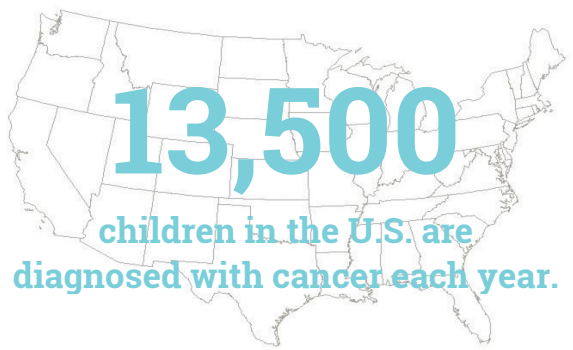 13,500
children in the U.S. are
diagnosed with cancer each year.